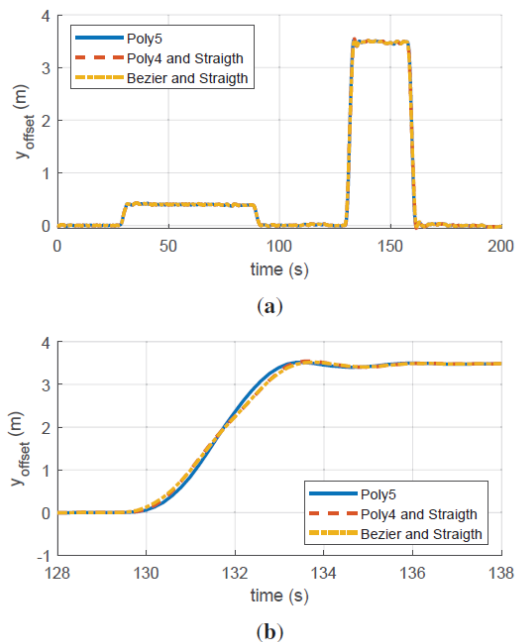 4
3
2
1
0
y_offset (m)
Poly5
Poly4 and Straigth
Bezier and Straigth
0 50 100 150 200
time (s)
(a)
4
3
2
1
0
-1
y_offset (m)
Poly5
Poly4 and Straigth
Bezier and Straigth
128 130 132 134 136 138
time (s)
(b)